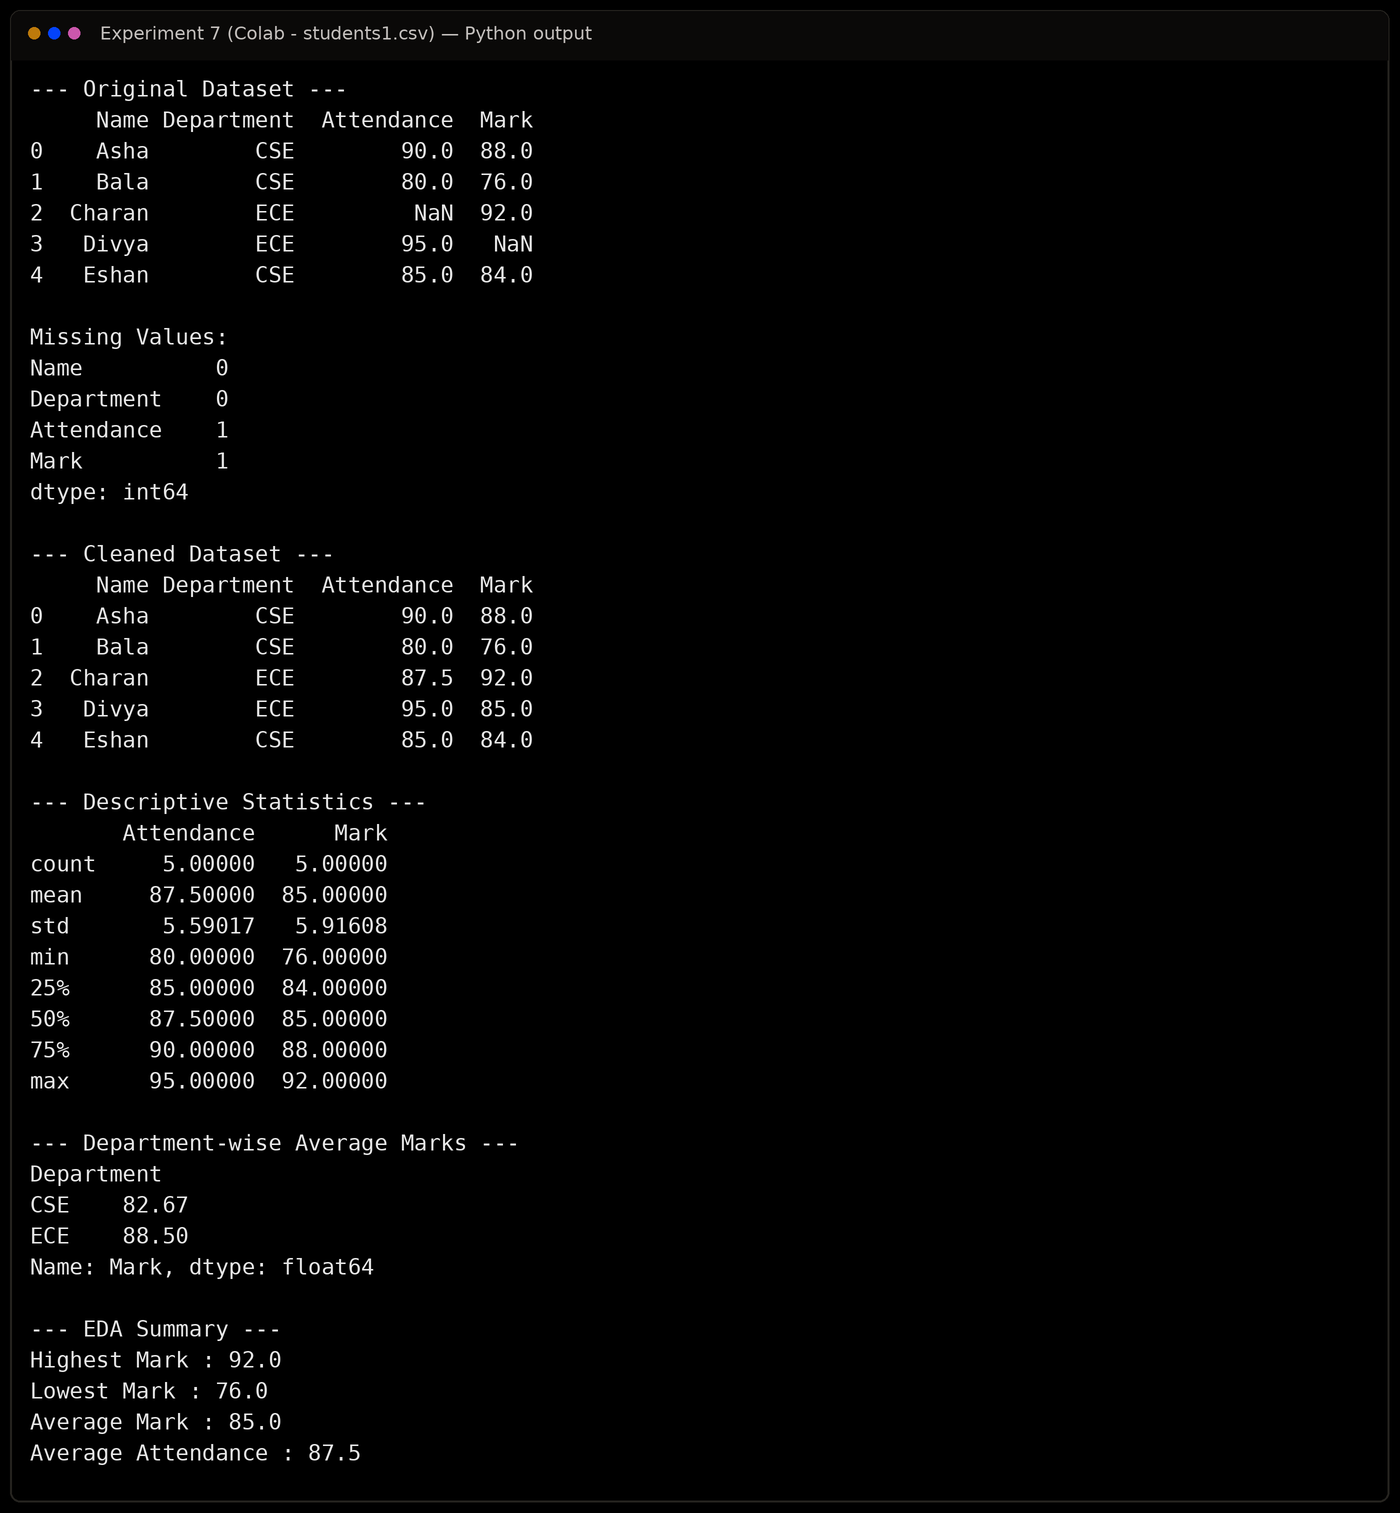 Experiment 7 (Colab - students1.csv) — Python output
--- Original Dataset ---
     Name Department  Attendance  Mark
0    Asha        CSE        90.0  88.0
1    Bala        CSE        80.0  76.0
2  Charan        ECE         NaN  92.0
3   Divya        ECE        95.0   NaN
4   Eshan        CSE        85.0  84.0

Missing Values:
Name          0
Department    0
Attendance    1
Mark          1
dtype: int64

--- Cleaned Dataset ---
     Name Department  Attendance  Mark
0    Asha        CSE        90.0  88.0
1    Bala        CSE        80.0  76.0
2  Charan        ECE        87.5  92.0
3   Divya        ECE        95.0  85.0
4   Eshan        CSE        85.0  84.0

--- Descriptive Statistics ---
       Attendance      Mark
count     5.00000   5.00000
mean     87.50000  85.00000
std       5.59017   5.91608
min      80.00000  76.00000
25%      85.00000  84.00000
50%      87.50000  85.00000
75%      90.00000  88.00000
max      95.00000  92.00000

--- Department-wise Average Marks ---
Department
CSE    82.67
ECE    88.50
Name: Mark, dtype: float64

--- EDA Summary ---
Highest Mark : 92.0
Lowest Mark : 76.0
Average Mark : 85.0
Average Attendance : 87.5